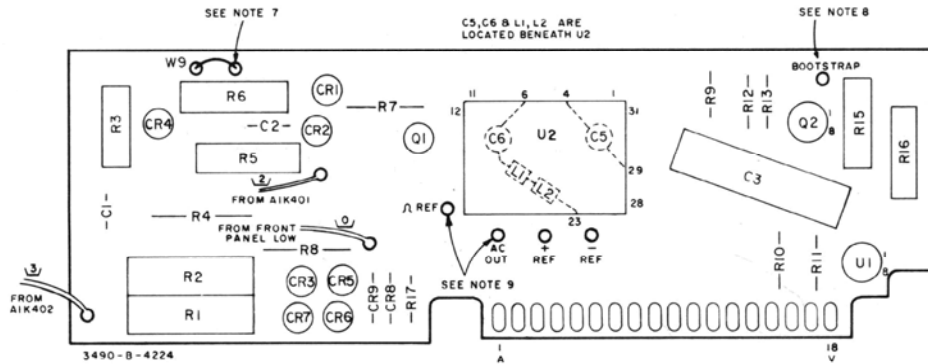 SEE NOTE 7
C5,C6 & L1, L2 ARE
LOCATED BENEATH U2
SEE NOTE 8
W9
BOOTSTRAP
R6
CR1
R7
11
6
4
1
12
31
R9
R12
R13
R3
CR4
C2
CR2
Q1
C6
U2
C5
Q2
1
8
R15
R16
R5
2
FROM A1K401
L1
L2
29
28
23
C3
C1
R4
0
Ω REF
FROM FRONT
PANEL LOW
R8
AC
OUT
+
REF
-
REF
R10
R11
U1
1
8
3
FROM
A1K402
R2
CR3
CR5
CR9
CR8
R17
SEE NOTE 9
R1
CR7
CR6
3490-B-4224
1
A
18
V